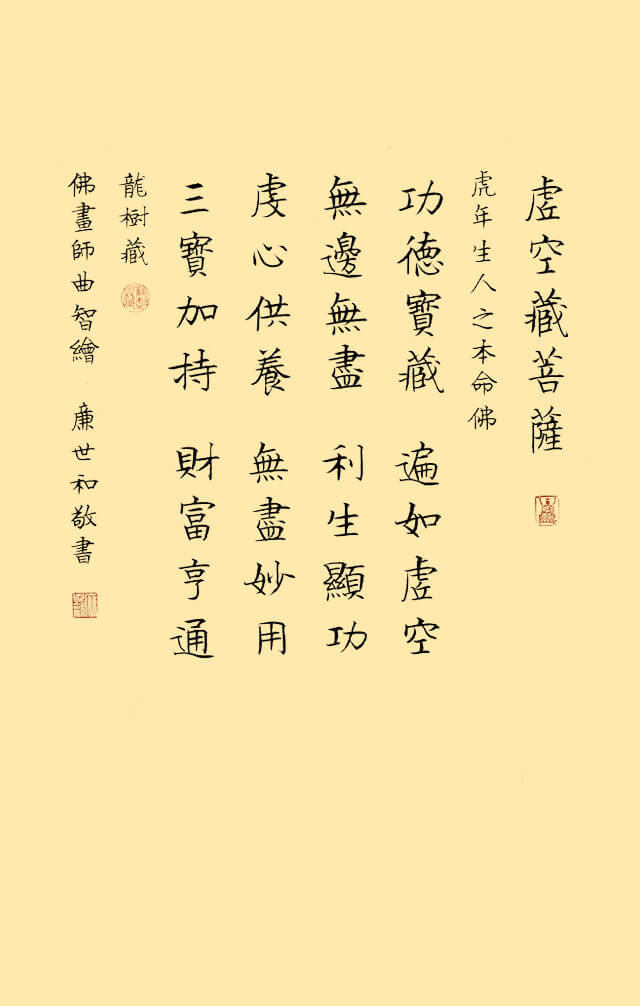 虛空藏菩薩
虎年生人之本命佛
功德寶藏 遍如虛空
無邊無盡 利生顯功
虔心供養 無盡妙用
三寶加持 財富亨通
龍樹藏
佛畫師曲智繪 廉世和敬書